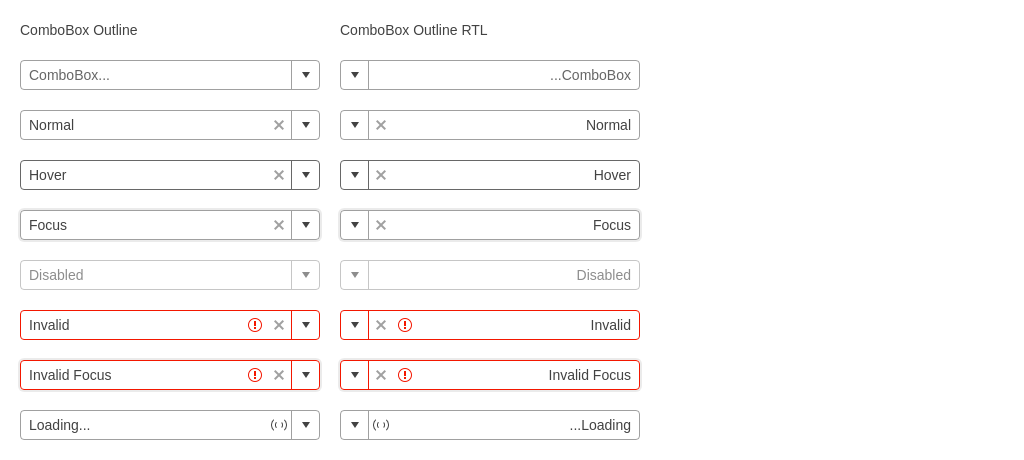 ComboBox Outline
ComboBox Outline RTL
ComboBox...
...ComboBox
Normal
Normal
Hover
Hover
Focus
Focus
Disabled
Disabled
Invalid
Invalid
Invalid Focus
Invalid Focus
Loading...
...Loading